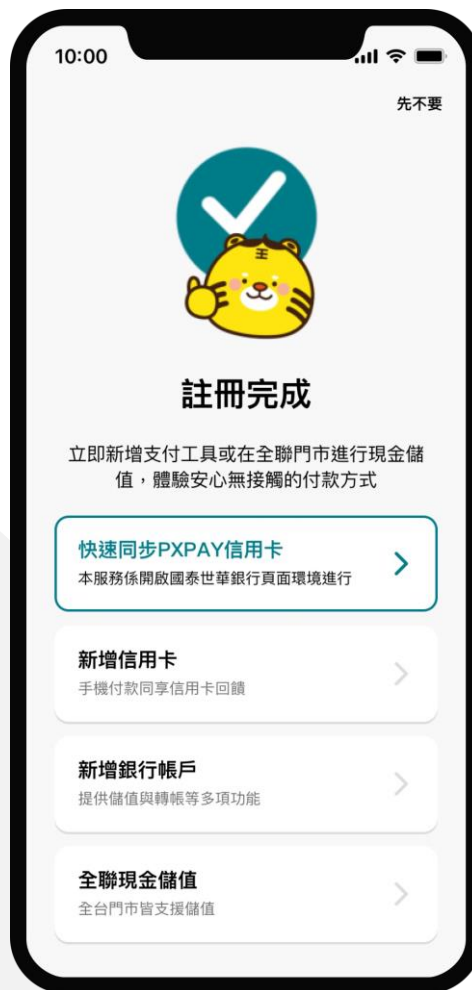 10:00
先不要
王
註冊完成
立即新增支付工具或在全聯門市進行現金儲
值，體驗安心無接觸的付款方式
快速同步PXPAY信用卡
本服務係開啟國泰世華銀行頁面環境進行
新增信用卡
手機付款同享信用卡回饋
新增銀行帳戶
提供儲值與轉帳等多項功能
全聯現金儲值
全台門市皆支援儲值